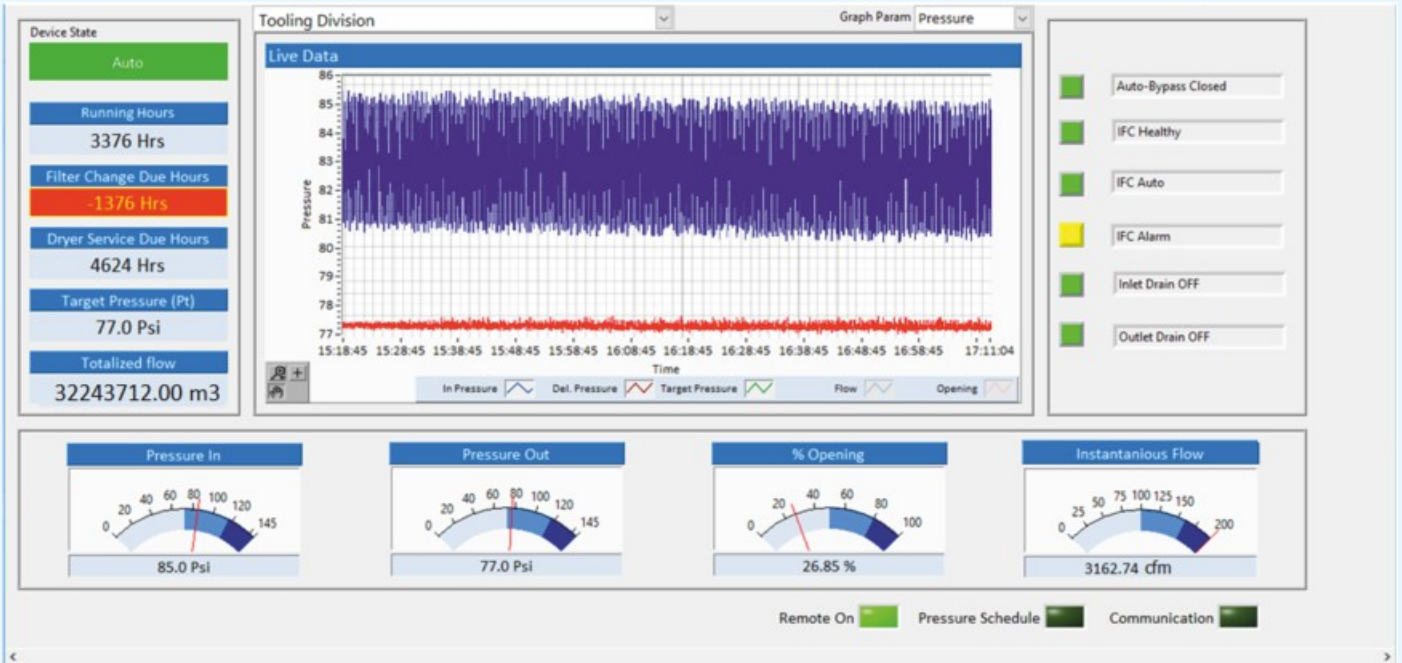 Device State
Auto
Running Hours
3376 Hrs
Filter Change Due Hours
-1376 Hrs
Dryer Service Due Hours
4624 Hrs
Target Pressure (Pt)
77.0 Psi
Totalized flow
32243712.00 m3
Tooling Division
Graph Param Pressure
Live Data
86
85
84
83
82
81
80
79
78
77
Pressure
15:18:45 15:28:45 15:38:45 15:48:45 15:58:45 16:08:45 16:18:45 16:28:45 16:38:45 16:48:45 16:58:45 17:11:04
Time
In Pressure Del. Pressure Target Pressure Flow Opening
Auto-Bypass Closed
IFC Healthy
IFC Auto
IFC Alarm
Inlet Drain OFF
Outlet Drain OFF
Pressure In
0 20 40 60 80 100 120 145
85.0 Psi
Pressure Out
0 20 40 60 80 100 120 145
77.0 Psi
% Opening
0 20 40 60 80 100
26.85 %
Instantanious Flow
0 25 50 75 100 125 150 200
3162.74 cfm
Remote On Pressure Schedule Communication